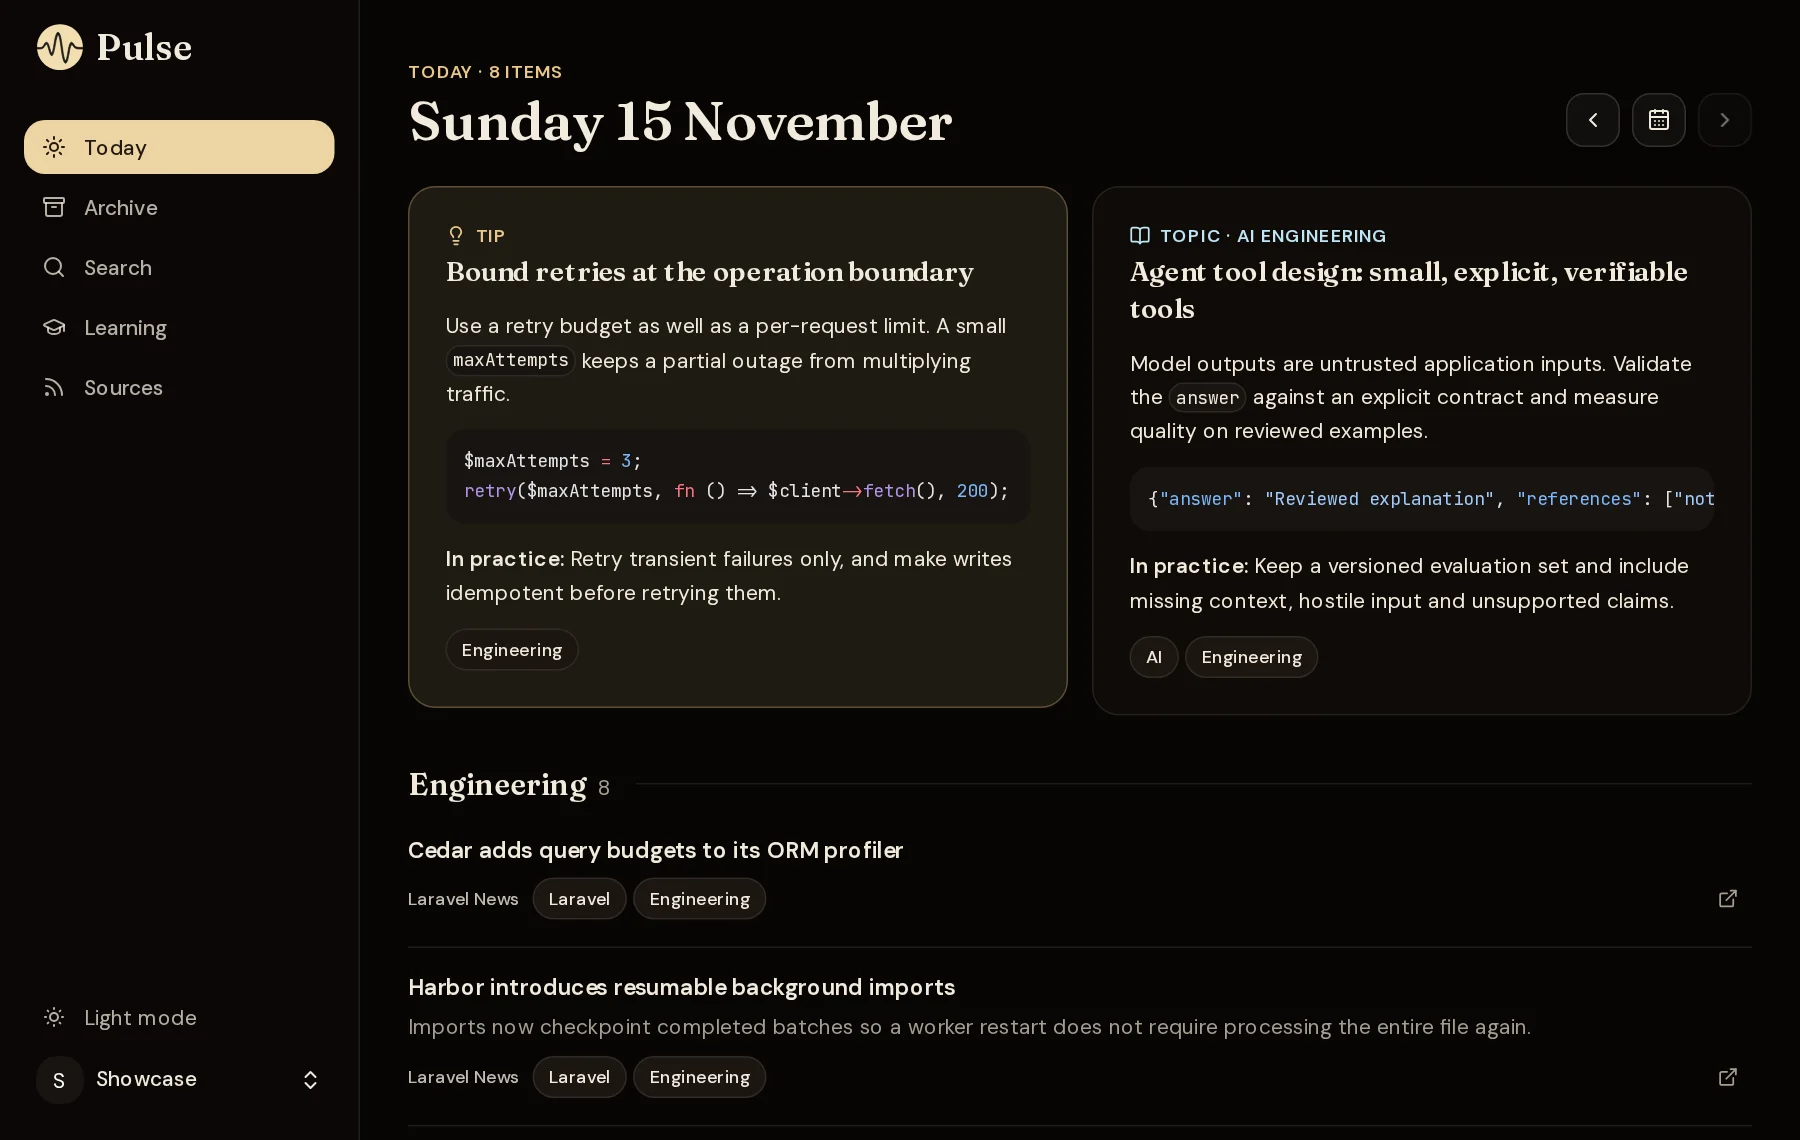 Pulse
Today
Archive
Search
Learning
Sources
Light mode
S
Showcase
TODAY · 8 ITEMS
Sunday 15 November
TIP
Bound retries at the operation boundary
Use a retry budget as well as a per-request limit. A small
maxAttempts keeps a partial outage from multiplying
traffic.
$maxAttempts = 3;
retry($maxAttempts, fn () => $client->fetch(), 200);
In practice: Retry transient failures only, and make writes
idempotent before retrying them.
Engineering
TOPIC · AI ENGINEERING
Agent tool design: small, explicit, verifiable
tools
Model outputs are untrusted application inputs. Validate
the answer against an explicit contract and measure
quality on reviewed examples.
{"answer": "Reviewed explanation", "references": ["not
In practice: Keep a versioned evaluation set and include
missing context, hostile input and unsupported claims.
AI Engineering
Engineering 8
Cedar adds query budgets to its ORM profiler
Laravel News Laravel Engineering
Harbor introduces resumable background imports
Imports now checkpoint completed batches so a worker restart does not require processing the entire file again.
Laravel News Laravel Engineering